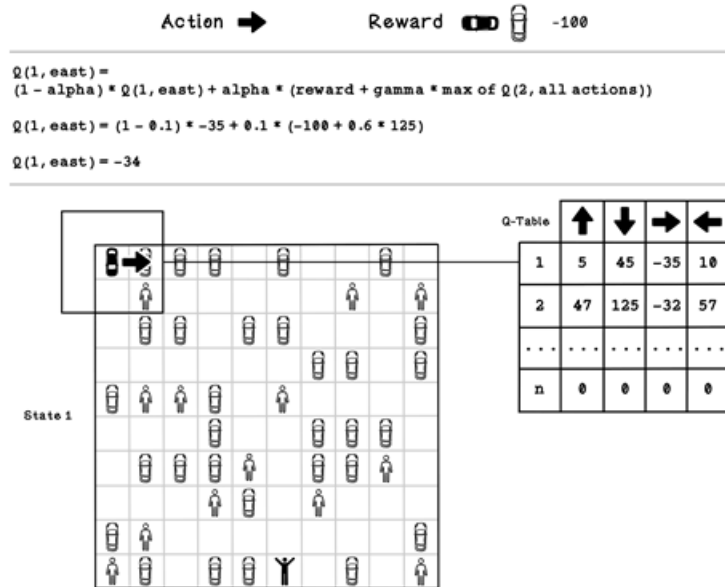 Action Reward -100
Q(1, east) =
(1 - alpha) * Q(1, east) + alpha * (reward + gamma * max of Q(2, all actions))
Q(1, east) = (1 - 0.1) * -35 + 0.1 * (-100 + 0.6 * 125)
Q(1, east) = -34
Q-Table
1 5 45 -35 10
2 47 125 -32 57
... ... ... ... ...
n 0 0 0 0
State 1